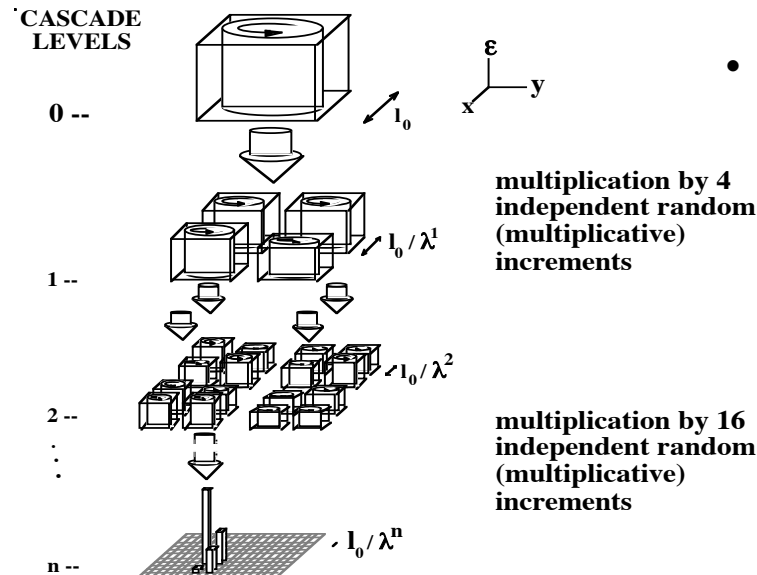 CASCADE
LEVELS
ε
y
x
0 --
l₀
multiplication by 4
independent random
(multiplicative)
increments
l₀ / λ¹
1 --
l₀ / λ²
2 --
multiplication by 16
independent random
(multiplicative)
increments
l₀ / λⁿ
n --